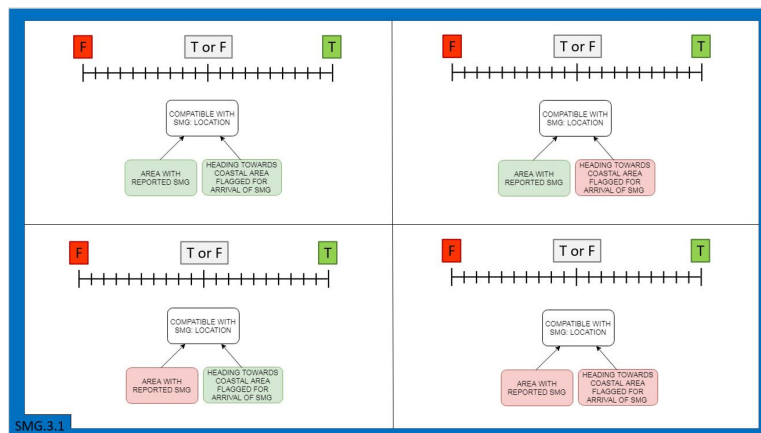 F
T or F
T
COMPATIBLE WITH
SMG: LOCATION
AREA WITH
REPORTED SMG
HEADING TOWARDS
COASTAL AREA
FLAGGED FOR
ARRIVAL OF SMG
F
T or F
T
COMPATIBLE WITH
SMG: LOCATION
AREA WITH
REPORTED SMG
HEADING TOWARDS
COASTAL AREA
FLAGGED FOR
ARRIVAL OF SMG
F
T or F
T
COMPATIBLE WITH
SMG: LOCATION
AREA WITH
REPORTED SMG
HEADING TOWARDS
COASTAL AREA
FLAGGED FOR
ARRIVAL OF SMG
F
T or F
T
COMPATIBLE WITH
SMG: LOCATION
AREA WITH
REPORTED SMG
HEADING TOWARDS
COASTAL AREA
FLAGGED FOR
ARRIVAL OF SMG
SMG.3.1